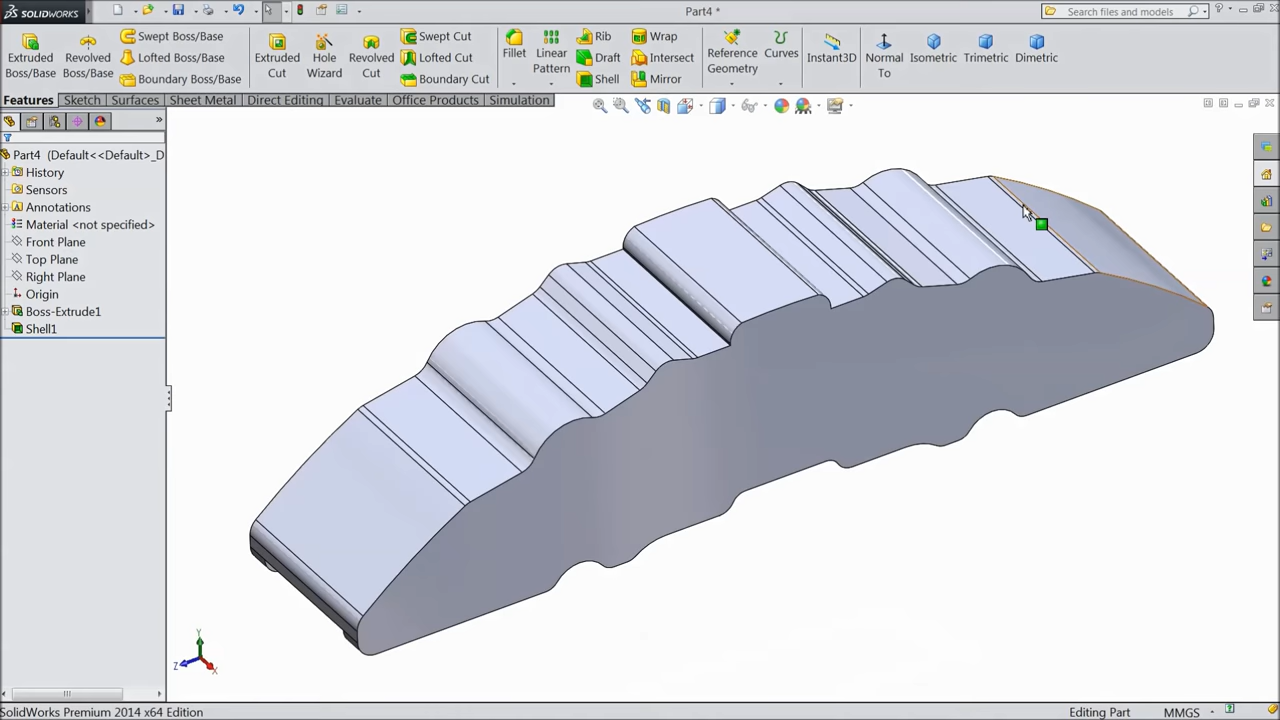 SOLIDWORKS
Part4 *
Search files and models
Extruded Boss/Base
Revolved Boss/Base
Swept Boss/Base
Lofted Boss/Base
Boundary Boss/Base
Extruded Cut
Hole Wizard
Revolved Cut
Swept Cut
Lofted Cut
Boundary Cut
Fillet
Linear Pattern
Rib
Draft
Shell
Wrap
Intersect
Mirror
Reference Geometry
Curves
Instant3D
Normal To
Isometric
Trimetric
Dimetric
Features
Sketch
Surfaces
Sheet Metal
Direct Editing
Evaluate
Office Products
Simulation
Part4 (Default<<Default>_D
History
Sensors
Annotations
Material <not specified>
Front Plane
Top Plane
Right Plane
Origin
Boss-Extrude1
Shell1
Y
Z
X
SolidWorks Premium 2014 x64 Edition
Editing Part
MMGS